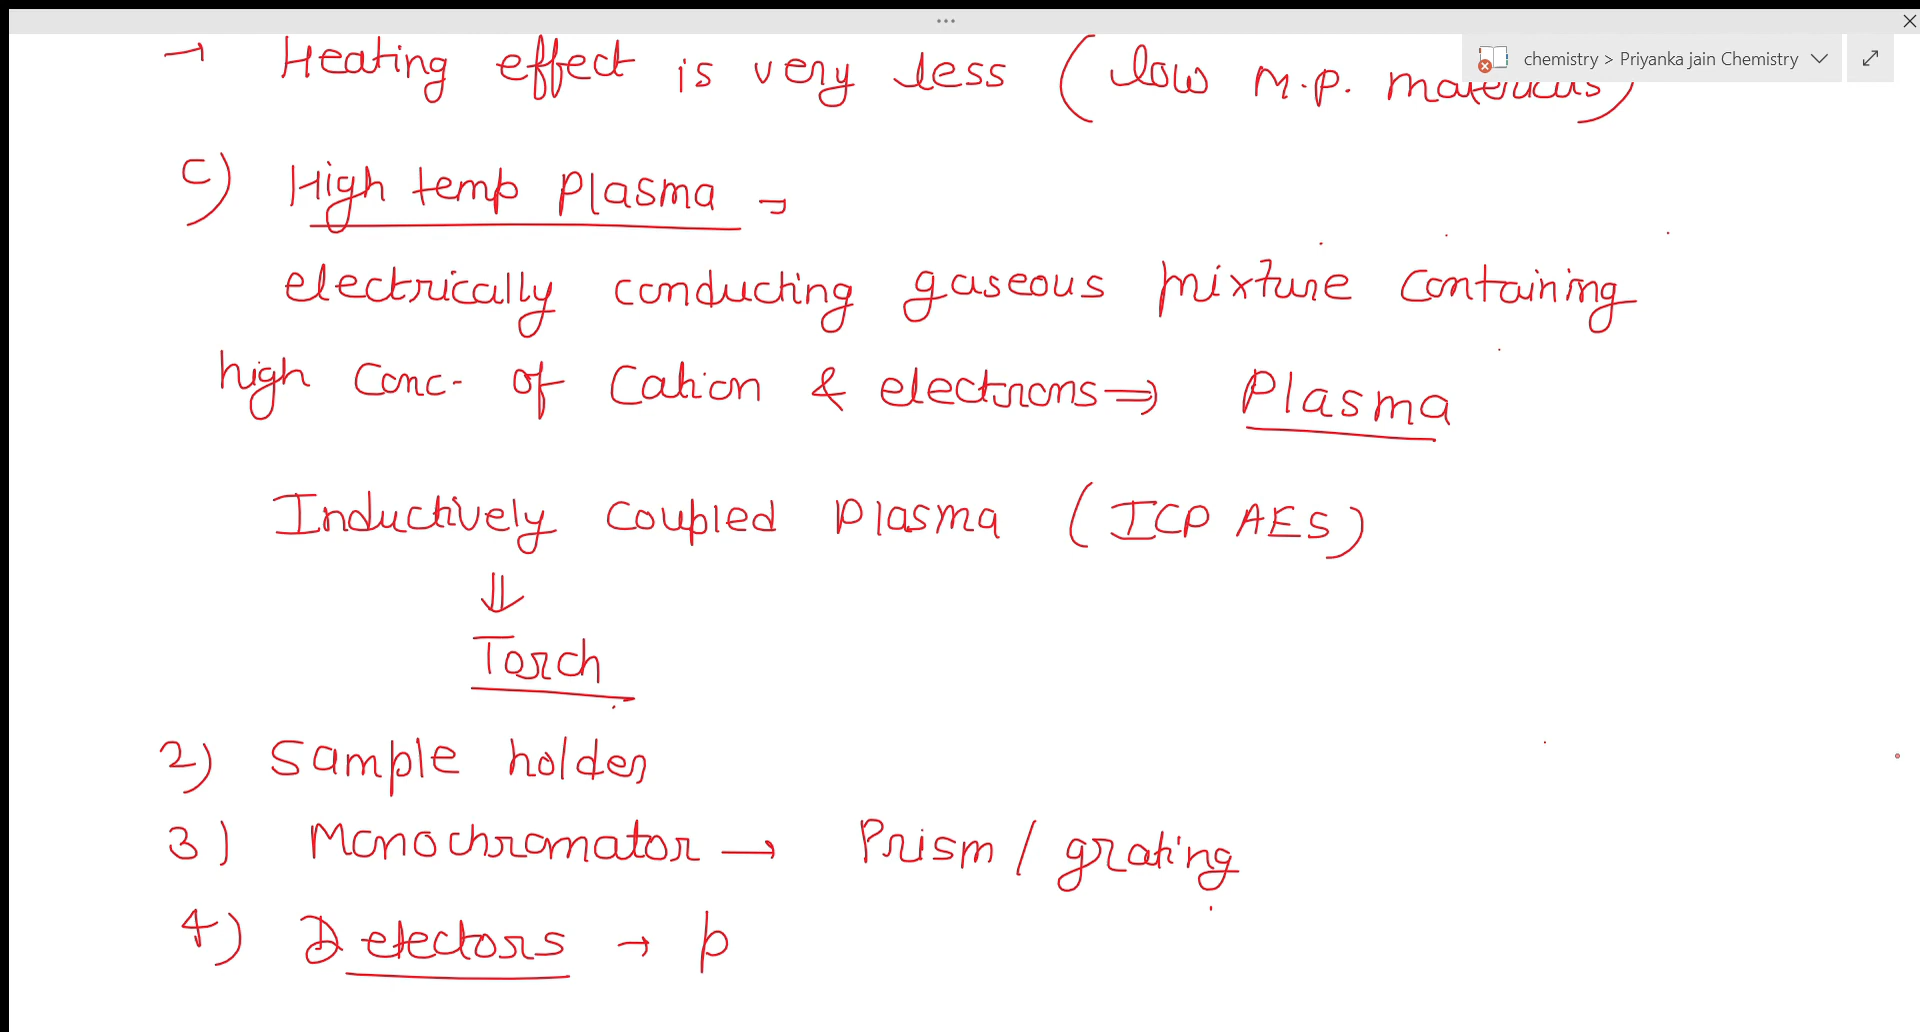 chemistry > Priyanka jain Chemistry
→ Heating effect is very less (low M.p. materials)
c) High temp plasma →
electrically conducting gaseous mixture containing
high conc. of cation & electrons ⇒ Plasma
Inductively coupled plasma (ICP AES)
⇓
Torch
2) Sample holder
3) Monochromator → Prism / grating
4) Detectors → p